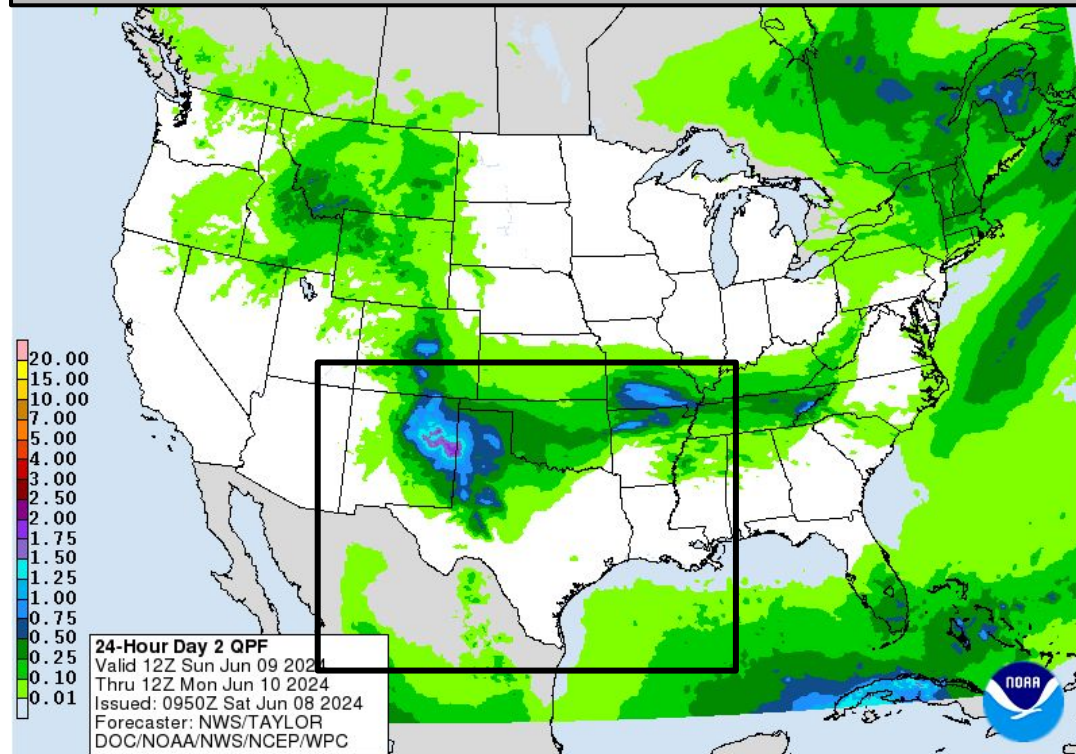 20.00
15.00
10.00
7.00
5.00
4.00
3.00
2.50
2.00
1.75
1.50
1.25
1.00
0.75
0.50
0.25
0.10
0.01
24-Hour Day 2 QPF
Valid 12Z Sun Jun 09 2024
Thru 12Z Mon Jun 10 2024
Issued: 0950Z Sat Jun 08 2024
Forecaster: NWS/TAYLOR
DOC/NOAA/NWS/NCEP/WPC
NOAA